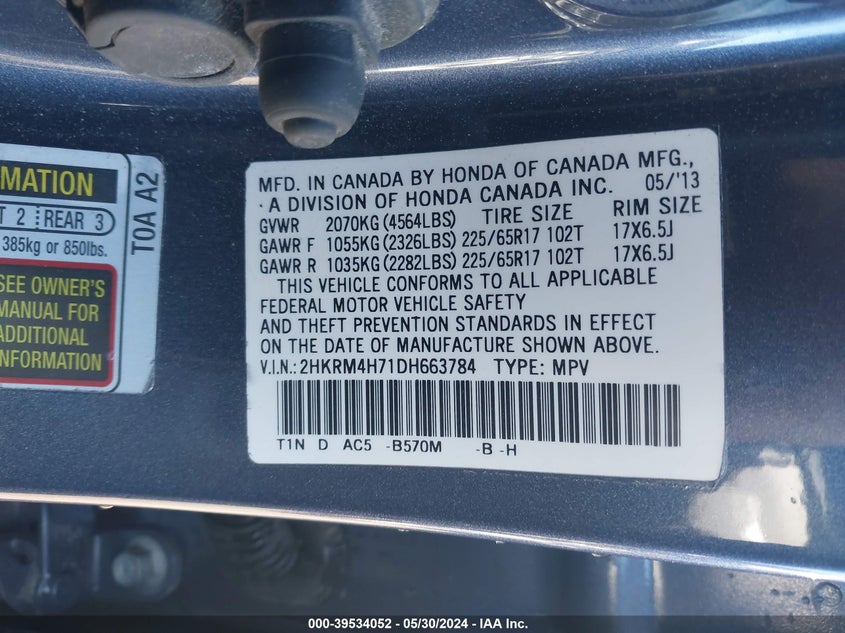 MATION
T 2 REAR 3
385kg or 850lbs.
SEE OWNER'S
MANUAL FOR
ADDITIONAL
INFORMATION
T0A A2
MFD. IN CANADA BY HONDA OF CANADA MFG.,
A DIVISION OF HONDA CANADA INC. 05/'13
GVWR 2070KG(4564LBS) TIRE SIZE RIM SIZE
GAWR F 1055KG(2326LBS) 225/65R17 102T 17X6.5J
GAWR R 1035KG(2282LBS) 225/65R17 102T 17X6.5J
THIS VEHICLE CONFORMS TO ALL APPLICABLE
FEDERAL MOTOR VEHICLE SAFETY
AND THEFT PREVENTION STANDARDS IN EFFECT
ON THE DATE OF MANUFACTURE SHOWN ABOVE.
V.I.N.: 2HKRM4H71DH663784 TYPE: MPV
T1N D AC5 -B570M -B -H
000-39534052 / 05/30/2024 - IAA Inc.